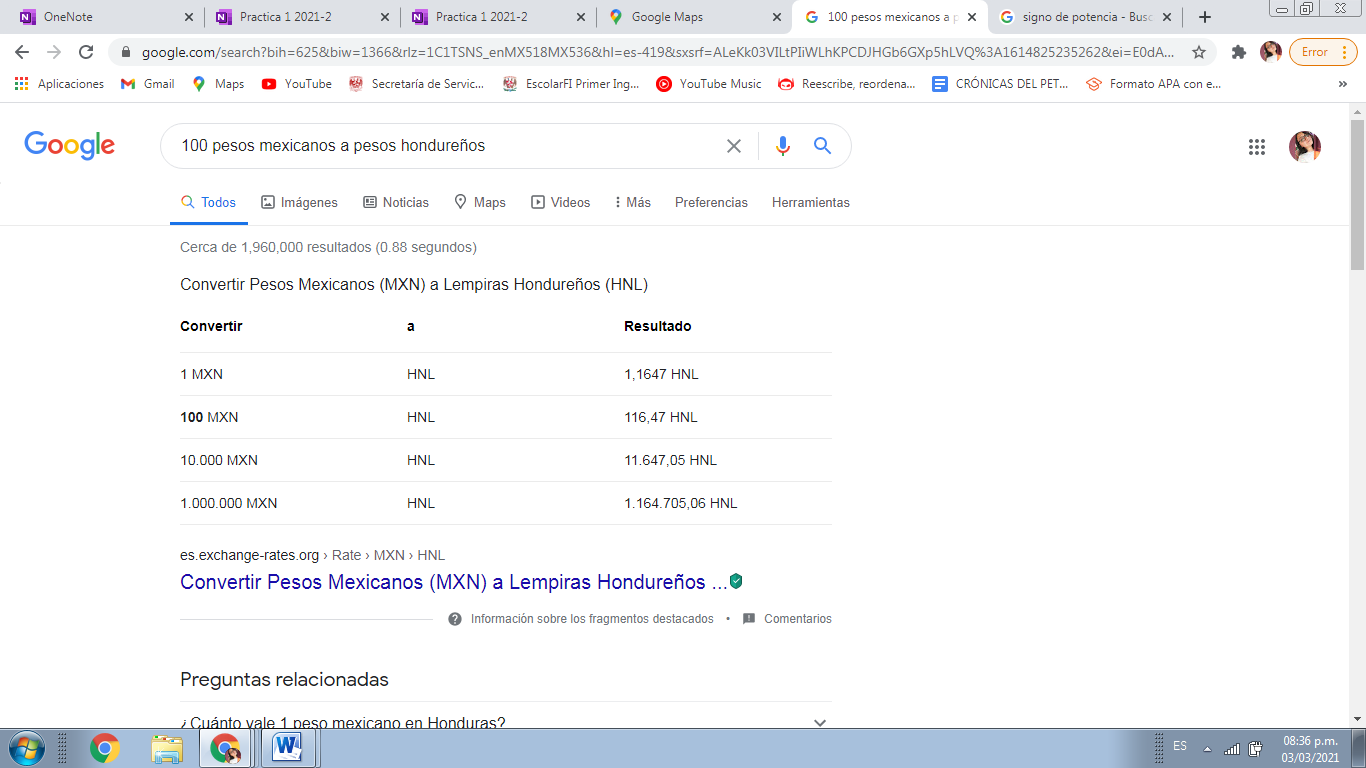 OneNote
Practica 1 2021-2
Practica 1 2021-2
Google Maps
100 pesos mexicanos a p
signo de potencia - Busc
google.com/search?bih=625&biw=1366&rlz=1C1TSNS_enMX518MX536&hl=es-419&sxsrf=ALeKk03VILtPIiWLhKPCDJHGb6GXp5hLVQ%3A1614825235262&ei=E0dA...
Error
Aplicaciones
Gmail
Maps
YouTube
Secretaría de Servic...
EscolarFI Primer Ing...
YouTube Music
Reescribe, reordena...
CRÓNICAS DEL PET...
Formato APA con e...
»
Google
100 pesos mexicanos a pesos hondureños
Todos
Imágenes
Noticias
Maps
Videos
Más
Preferencias
Herramientas
Cerca de 1,960,000 resultados (0.88 segundos)
Convertir Pesos Mexicanos (MXN) a Lempiras Hondureños (HNL)
Convertir a Resultado
1 MXN HNL 1,1647 HNL
100 MXN HNL 116,47 HNL
10.000 MXN HNL 11.647,05 HNL
1.000.000 MXN HNL 1.164.705,06 HNL
es.exchange-rates.org › Rate › MXN › HNL
Convertir Pesos Mexicanos (MXN) a Lempiras Hondureños ...
Información sobre los fragmentos destacados • Comentarios
Preguntas relacionadas
¿Cuánto vale 1 peso mexicano en Honduras?
ES
08:36 p.m.
03/03/2021